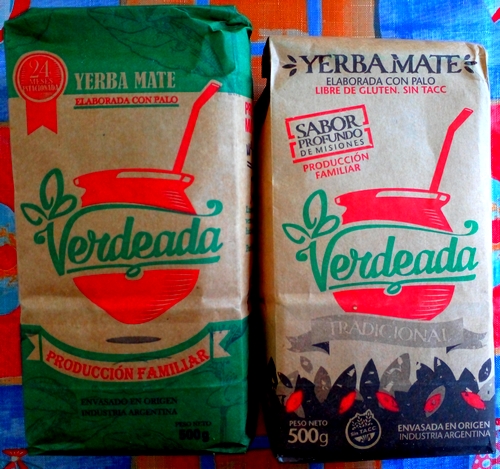 24
MESES
ESTACIONADA
YERBA MATE
ELABORADA CON PALO
Verdeada
PRODUCCIÓN FAMILIAR
ENVASADO EN ORIGEN
INDUSTRIA ARGENTINA
PESO NETO
500g
YERBA MATE
ELABORADA CON PALO
LIBRE DE GLUTEN. SIN TACC
SABOR
PROFUNDO
DE MISIONES
PRODUCCIÓN
FAMILIAR
Verdeada
TRADICIONAL
PESO NETO
500g
Sin T.A.C.C.
ENVASADA EN ORIGEN
INDUSTRIA ARGENTINA